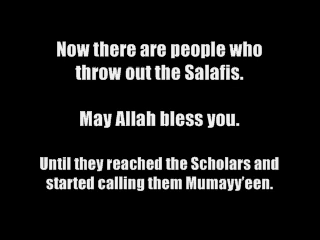 Now there are people who
throw out the Salafis.
May Allah bless you.
Until they reached the Scholars and
started calling them Mumayy'een.